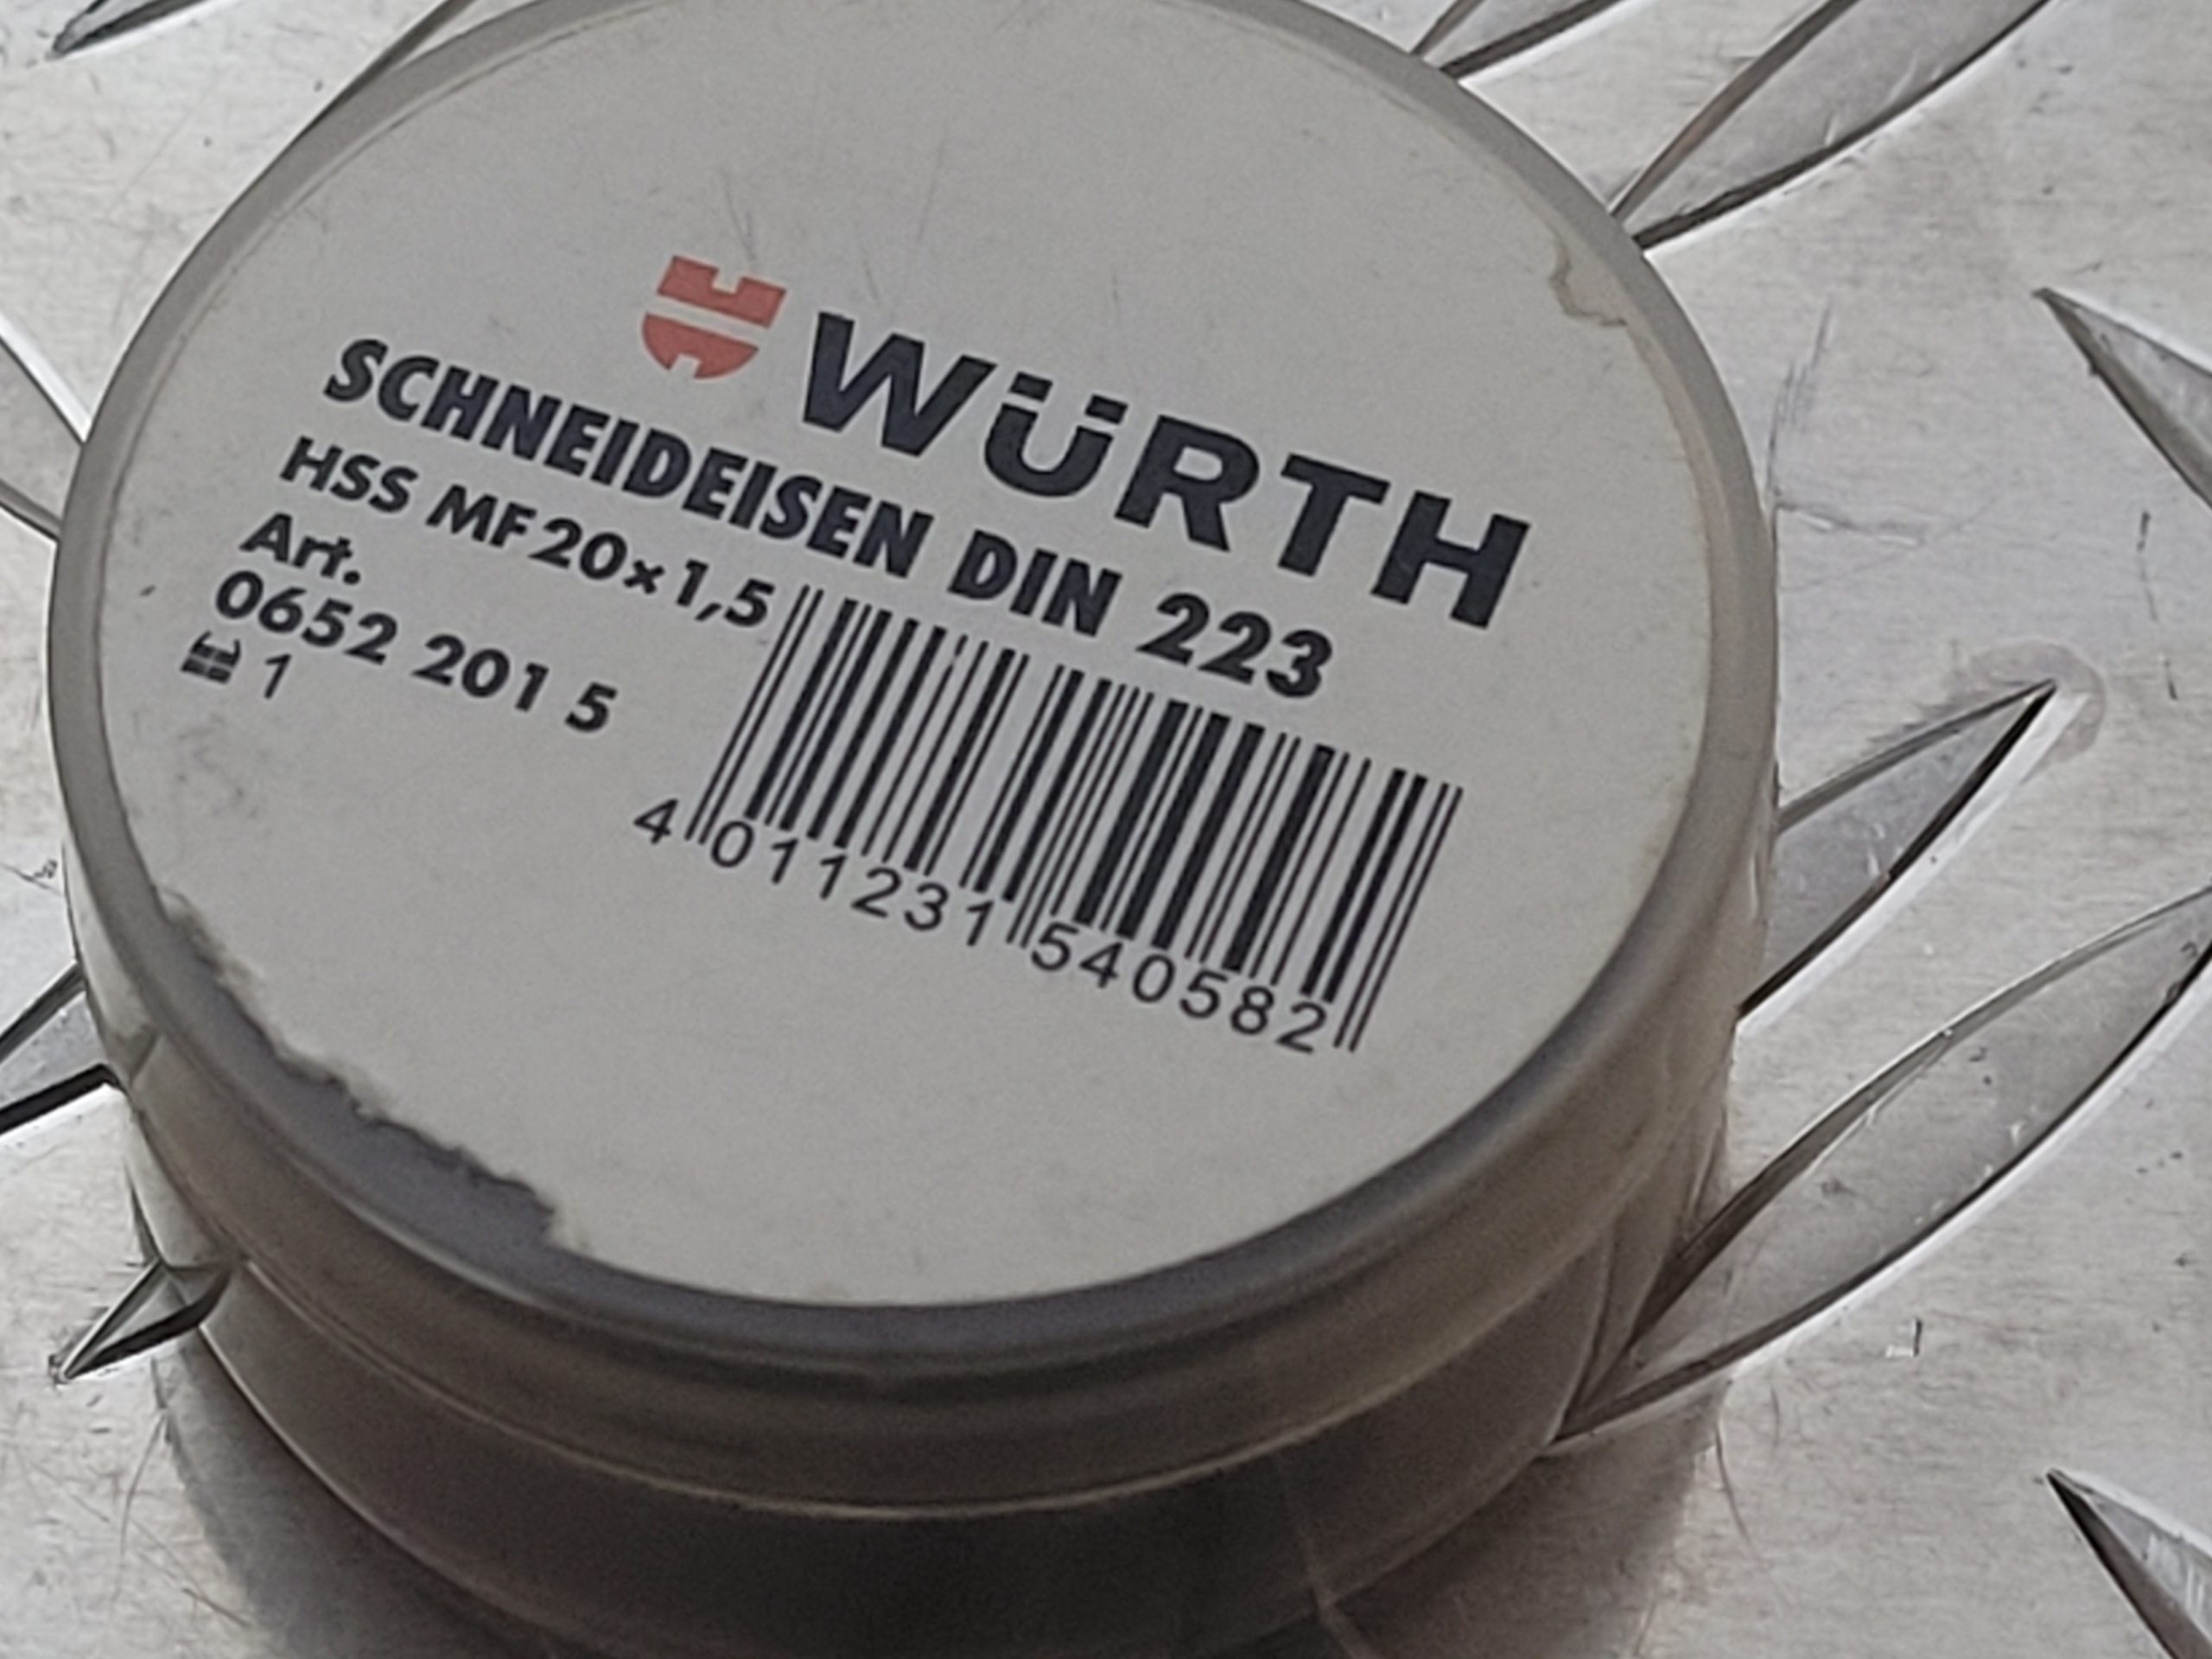 WÜRTH
SCHNEIDEISEN DIN 223
HSS MF 20×1,5
Art.
0652 201 5
1
4 011231 540582